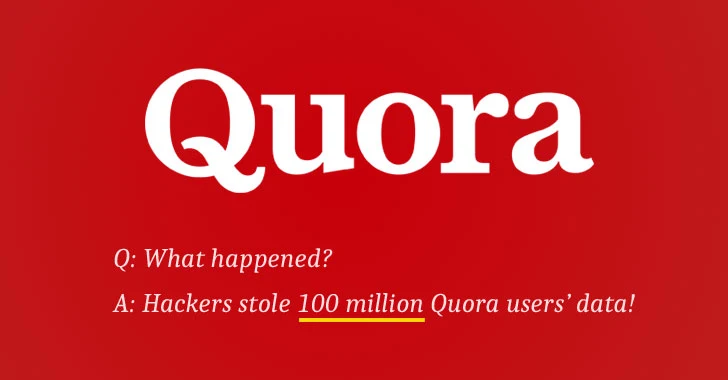 Quora
Q: What happened?
A: Hackers stole 100 million Quora users’ data!